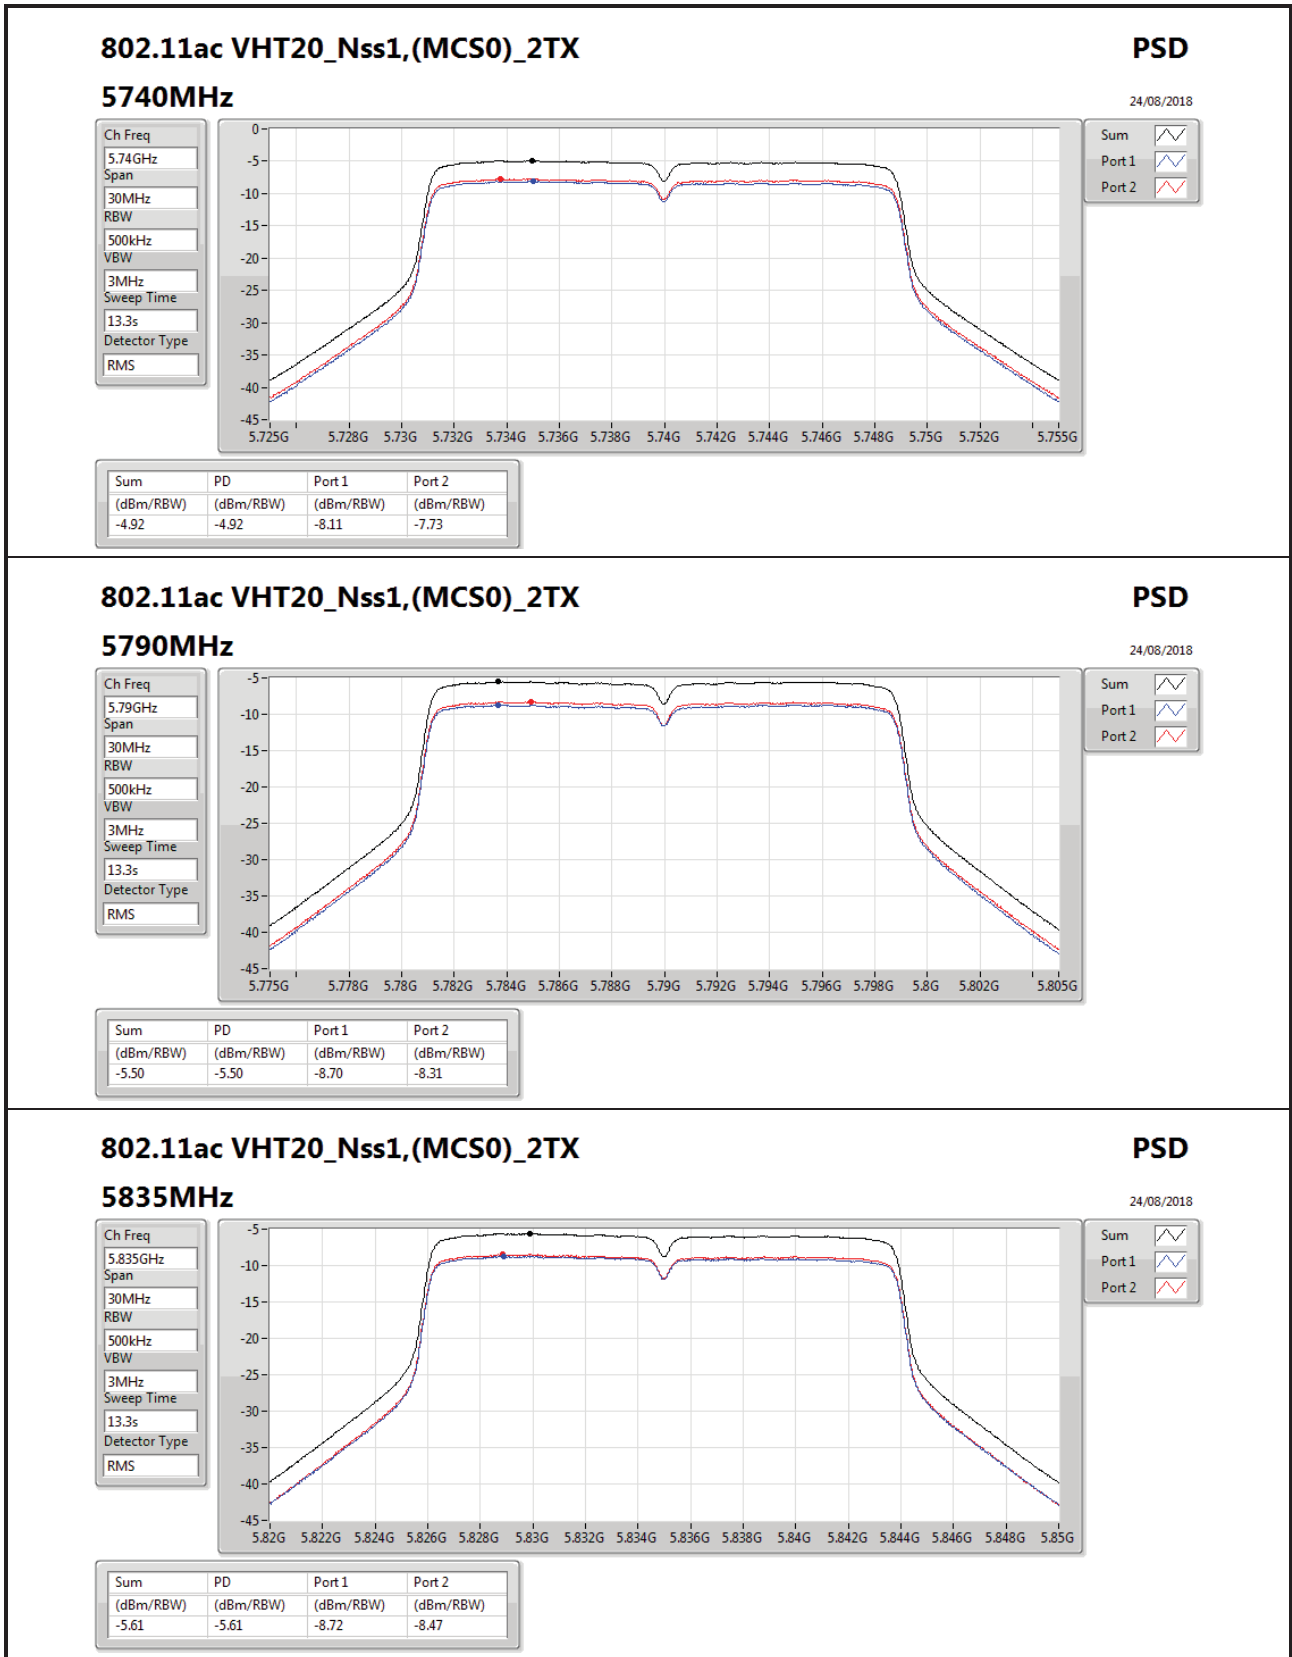 802.11ac VHT20_Nss1,(MCS0)_2TX PSD
5740MHz 24/08/2018
Ch Freq
5.74GHz
Span
30MHz
RBW
500kHz
VBW
3MHz
Sweep Time
13.3s
Detector Type
RMS
0
-5
-10
-15
-20
-25
-30
-35
-40
-45
5.725G 5.728G 5.73G 5.732G 5.734G 5.736G 5.738G 5.74G 5.742G 5.744G 5.746G 5.748G 5.75G 5.752G 5.755G
Sum
Port 1
Port 2
Sum PD Port 1 Port 2
(dBm/RBW) (dBm/RBW) (dBm/RBW) (dBm/RBW)
-4.92 -4.92 -8.11 -7.73
802.11ac VHT20_Nss1,(MCS0)_2TX PSD
5790MHz 24/08/2018
Ch Freq
5.79GHz
Span
30MHz
RBW
500kHz
VBW
3MHz
Sweep Time
13.3s
Detector Type
RMS
-5
-10
-15
-20
-25
-30
-35
-40
-45
5.775G 5.778G 5.78G 5.782G 5.784G 5.786G 5.788G 5.79G 5.792G 5.794G 5.796G 5.798G 5.8G 5.802G 5.805G
Sum
Port 1
Port 2
Sum PD Port 1 Port 2
(dBm/RBW) (dBm/RBW) (dBm/RBW) (dBm/RBW)
-5.50 -5.50 -8.70 -8.31
802.11ac VHT20_Nss1,(MCS0)_2TX PSD
5835MHz 24/08/2018
Ch Freq
5.835GHz
Span
30MHz
RBW
500kHz
VBW
3MHz
Sweep Time
13.3s
Detector Type
RMS
-5
-10
-15
-20
-25
-30
-35
-40
-45
5.82G 5.822G 5.824G 5.826G 5.828G 5.83G 5.832G 5.834G 5.836G 5.838G 5.84G 5.842G 5.844G 5.846G 5.848G 5.85G
Sum
Port 1
Port 2
Sum PD Port 1 Port 2
(dBm/RBW) (dBm/RBW) (dBm/RBW) (dBm/RBW)
-5.61 -5.61 -8.72 -8.47